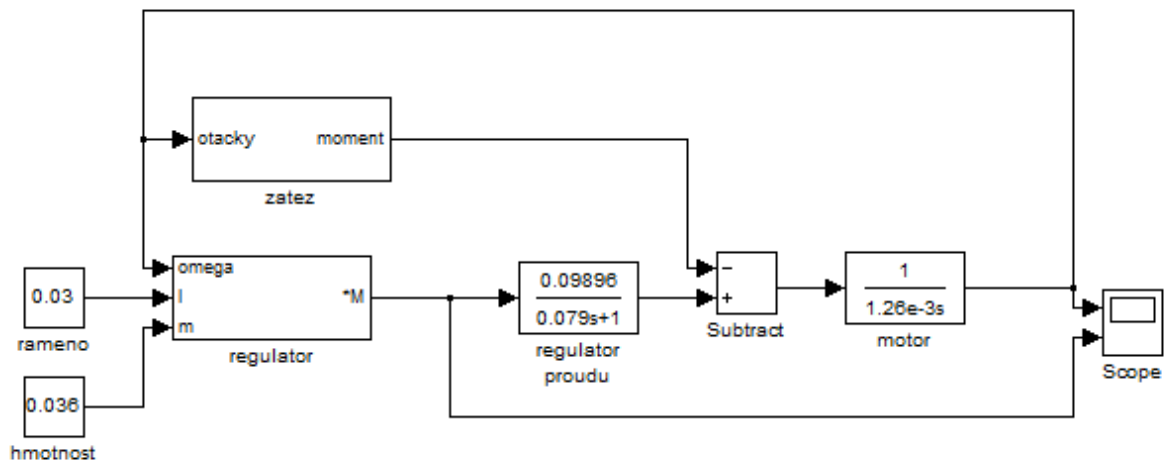 otacky moment
zatez
omega
l *M
m
regulator
0.03
rameno
0.036
hmotnost
0.09896
0.079s+1
regulator
proudu
−
+
Subtract
1
1.26e-3s
motor
Scope